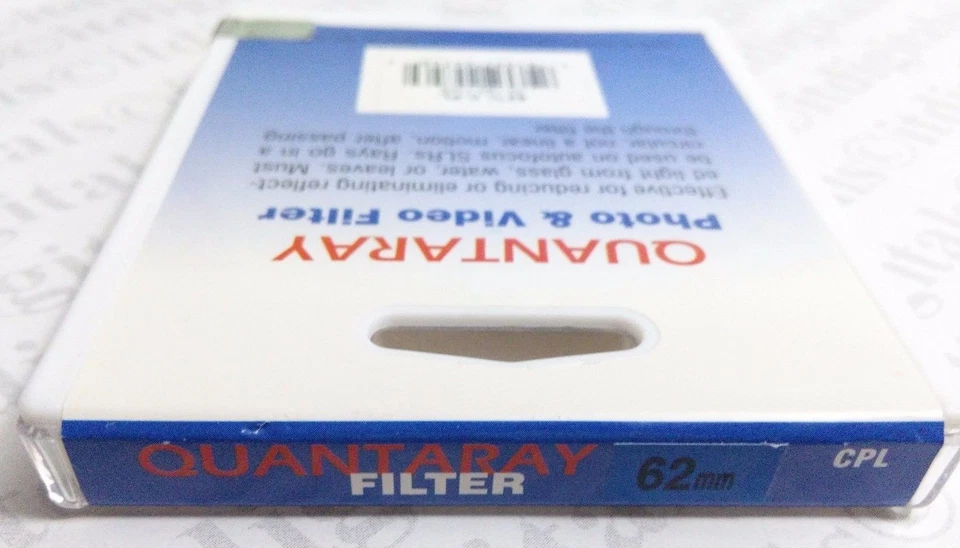 QUANTARAY
Photo & Video Filter
Effective for reducing or eliminating reflect-
ed light from glass, water, or leaves. Must
be used on autofocus SLRs. Rays go in a
circular, not a linear, motion, after passing
through the filter.
QUANTARAY
FILTER
62mm
CPL